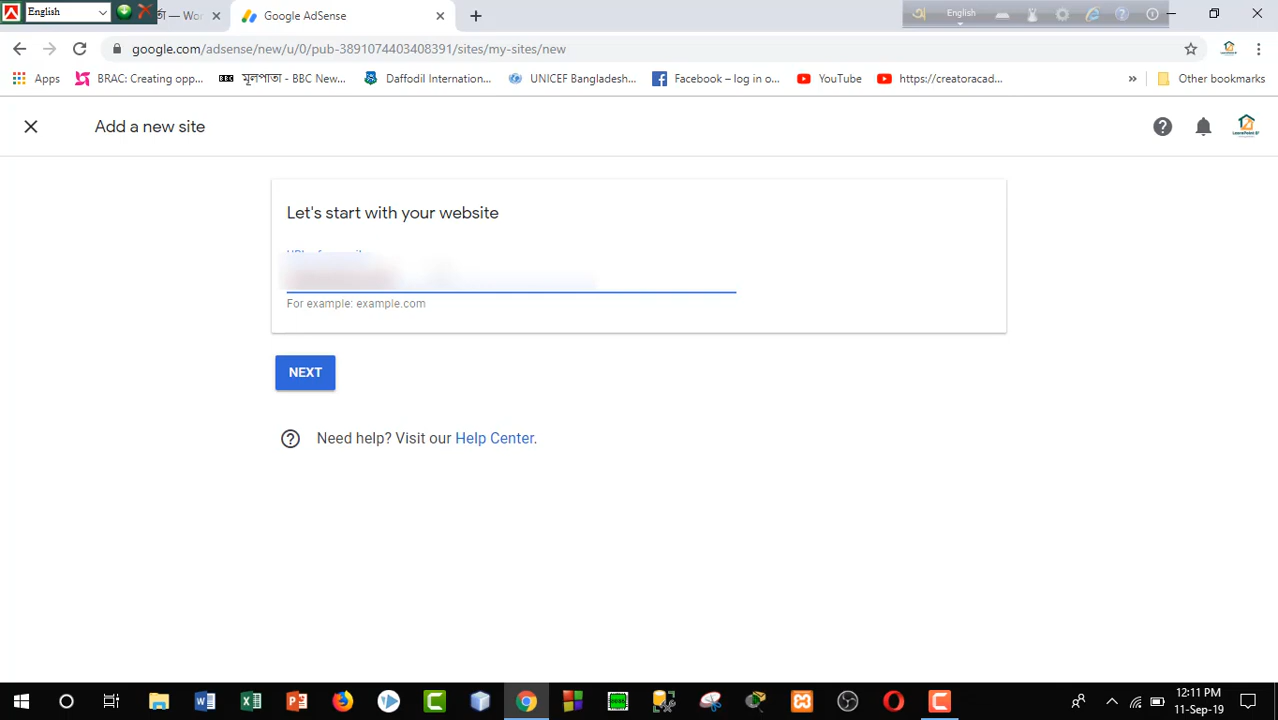 English
র্তা — Wor
Google AdSense
English
google.com/adsense/new/u/0/pub-3891074403408391/sites/my-sites/new
Apps
BRAC: Creating opp...
BBC
মূলপাতা - BBC New...
Daffodil Internation...
UNICEF Bangladesh...
Facebook – log in o...
YouTube
https://creatoracad...
Other bookmarks
Add a new site
Let's start with your website
For example: example.com
NEXT
Need help? Visit our Help Center.
12:11 PM
11-Sep-19